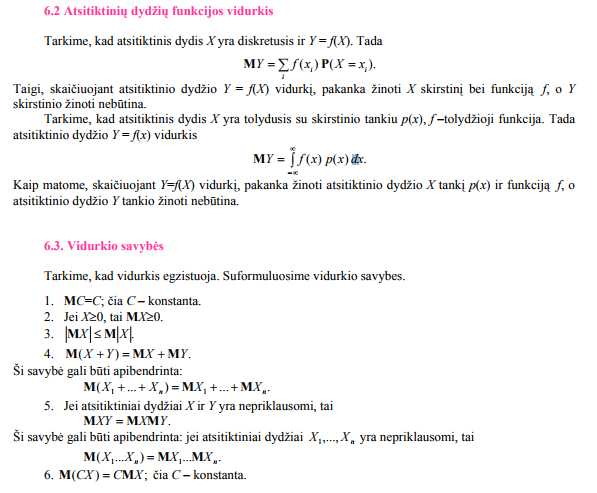 6.2 Atsitiktinių dydžių funkcijos vidurkis
Tarkime, kad atsitiktinis dydis X yra diskretusis ir Y = f(X). Tada
MY = ∑ f(xᵢ) P(X = xᵢ).
i
Taigi, skaičiuojant atsitiktinio dydžio Y = f(X) vidurkį, pakanka žinoti X skirstinį bei funkciją f, o Y
skirstinio žinoti nebūtina.
Tarkime, kad atsitiktinis dydis X yra tolydusis su skirstinio tankiu p(x), f –tolydžioji funkcija. Tada
atsitiktinio dydžio Y = f(x) vidurkis
MY = ∫_{-∞}^{∞} f(x) p(x) dx.
Kaip matome, skaičiuojant Y=f(X) vidurkį, pakanka žinoti atsitiktinio dydžio X tankį p(x) ir funkciją f, o
atsitiktinio dydžio Y tankio žinoti nebūtina.
6.3. Vidurkio savybės
Tarkime, kad vidurkis egzistuoja. Suformuluosime vidurkio savybes.
1. MC=C; čia C – konstanta.
2. Jei X≥0, tai MX≥0.
3. |MX| ≤ M|X|.
4. M(X + Y) = MX + MY.
Ši savybė gali būti apibendrinta:
M(X₁ + ... + Xₙ) = MX₁ + ... + MXₙ.
5. Jei atsitiktiniai dydžiai X ir Y yra nepriklausomi, tai
MXY = MXMY.
Ši savybė gali būti apibendrinta: jei atsitiktiniai dydžiai X₁,..., Xₙ yra nepriklausomi, tai
M(X₁...Xₙ) = MX₁...MXₙ.
6. M(CX) = CMX; čia C – konstanta.